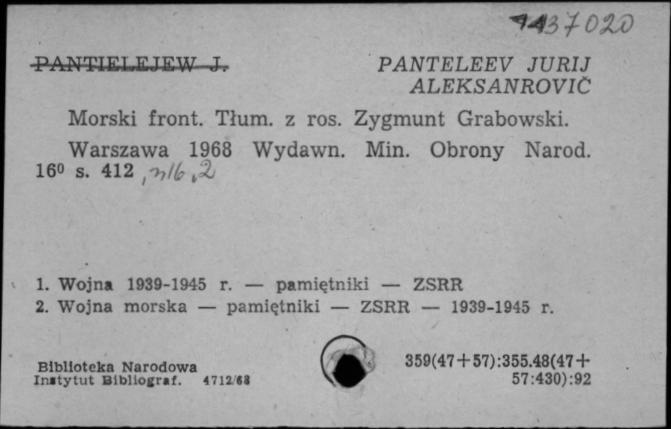 1137020
PANTIELEJEW J. PANTELEEV JURIJ
ALEKSANROVIČ
Morski front. Tłum. z ros. Zygmunt Grabowski.
Warszawa 1968 Wydawn. Min. Obrony Narod.
16⁰ s. 412
1. Wojna 1939-1945 r. — pamiętniki — ZSRR
2. Wojna morska — pamiętniki — ZSRR — 1939-1945 r.
Biblioteka Narodowa 359(47+57):355.48(47+
Instytut Bibliograf. 4712/68 57:430):92